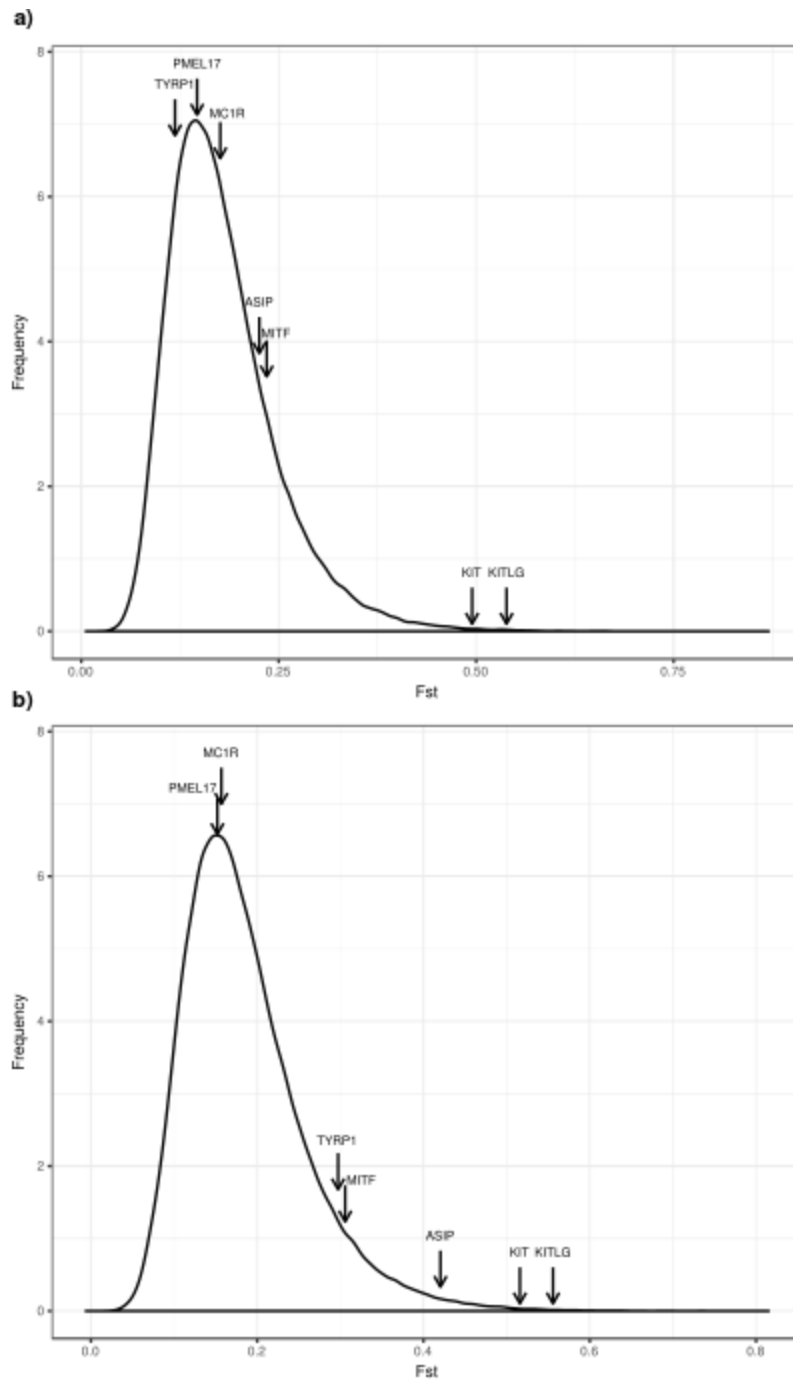 a)
8
PMEL17
TYRP1
MC1R
6
ASIP
MITF
4
Frequency
2
KIT KITLG
0
0.00 0.25 0.50 0.75
Fst
b)
8
MC1R
PMEL17
6
4
Frequency
TYRP1
2
MITF
ASIP
KIT KITLG
0
0.0 0.2 0.4 0.6 0.8
Fst